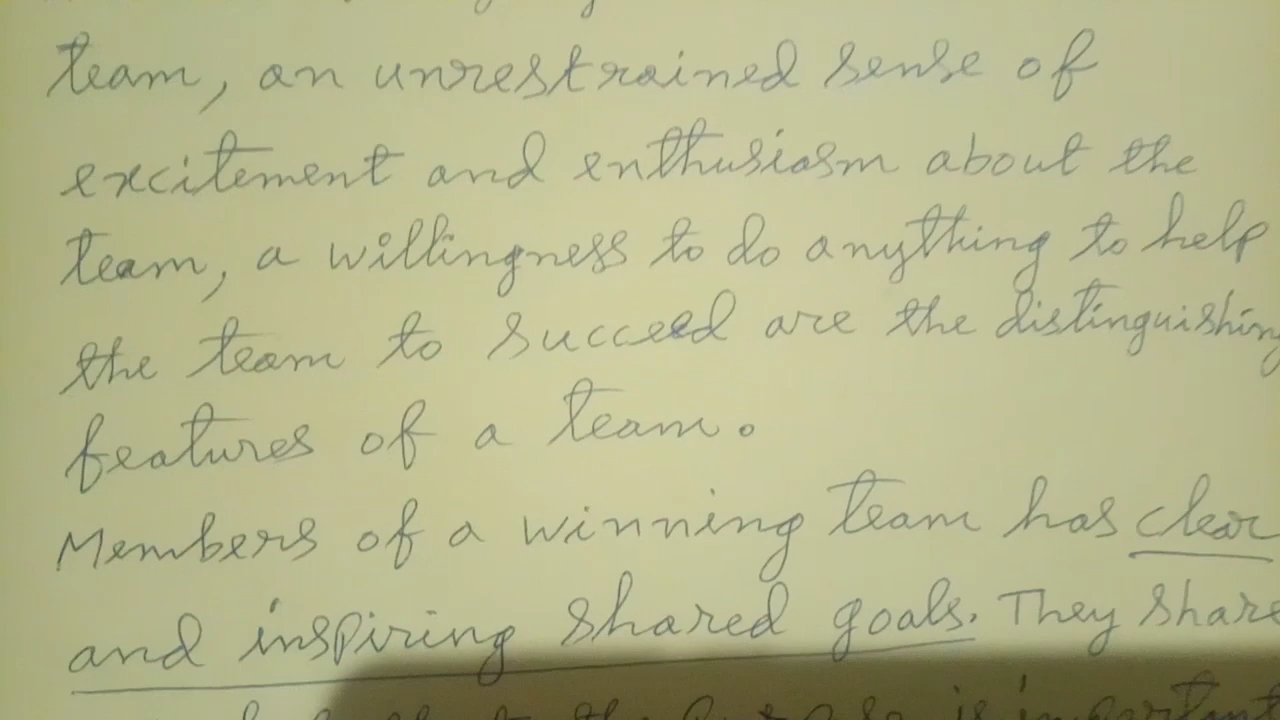 team, an unrestrained sense of
excitement and enthusiasm about the
team, a willingness to do anything to help
the team to succeed are the distinguishing
features of a team.
Members of a winning team has clear
and inspiring shared goals. They share
is important